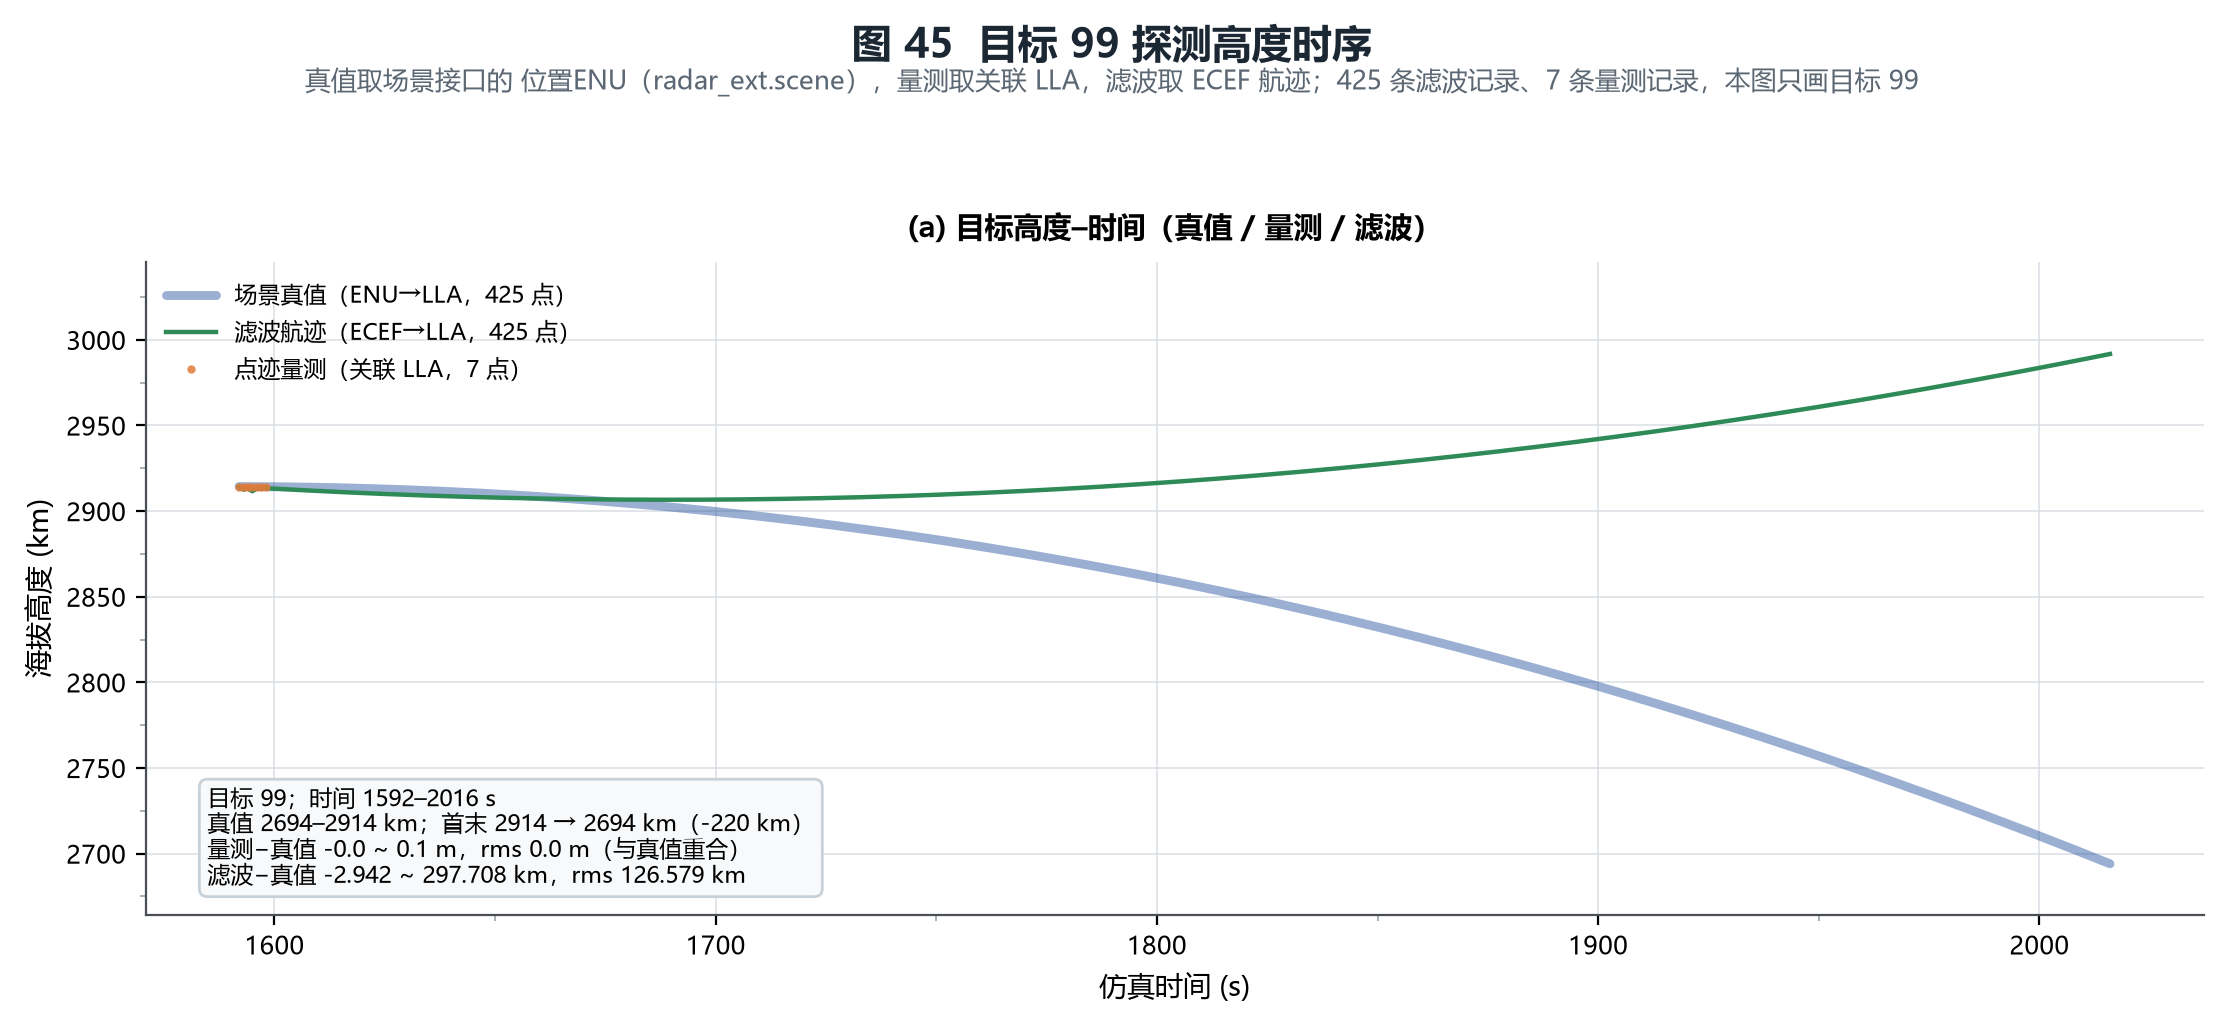 图 45  目标 99 探测高度时序
真值取场景接口的 位置ENU（radar_ext.scene），量测取关联 LLA，滤波取 ECEF 航迹；425 条滤波记录、7 条量测记录，本图只画目标 99
(a) 目标高度–时间（真值 / 量测 / 滤波）
场景真值（ENU→LLA，425 点）
滤波航迹（ECEF→LLA，425 点）
点迹量测（关联 LLA，7 点）
3000
2950
2900
2850
2800
2750
2700
海拔高度 (km)
目标 99；时间 1592–2016 s
真值 2694–2914 km；首末 2914 → 2694 km（-220 km）
量测−真值 -0.0 ~ 0.1 m，rms 0.0 m（与真值重合）
滤波−真值 -2.942 ~ 297.708 km，rms 126.579 km
1600
1700
1800
1900
2000
仿真时间 (s)